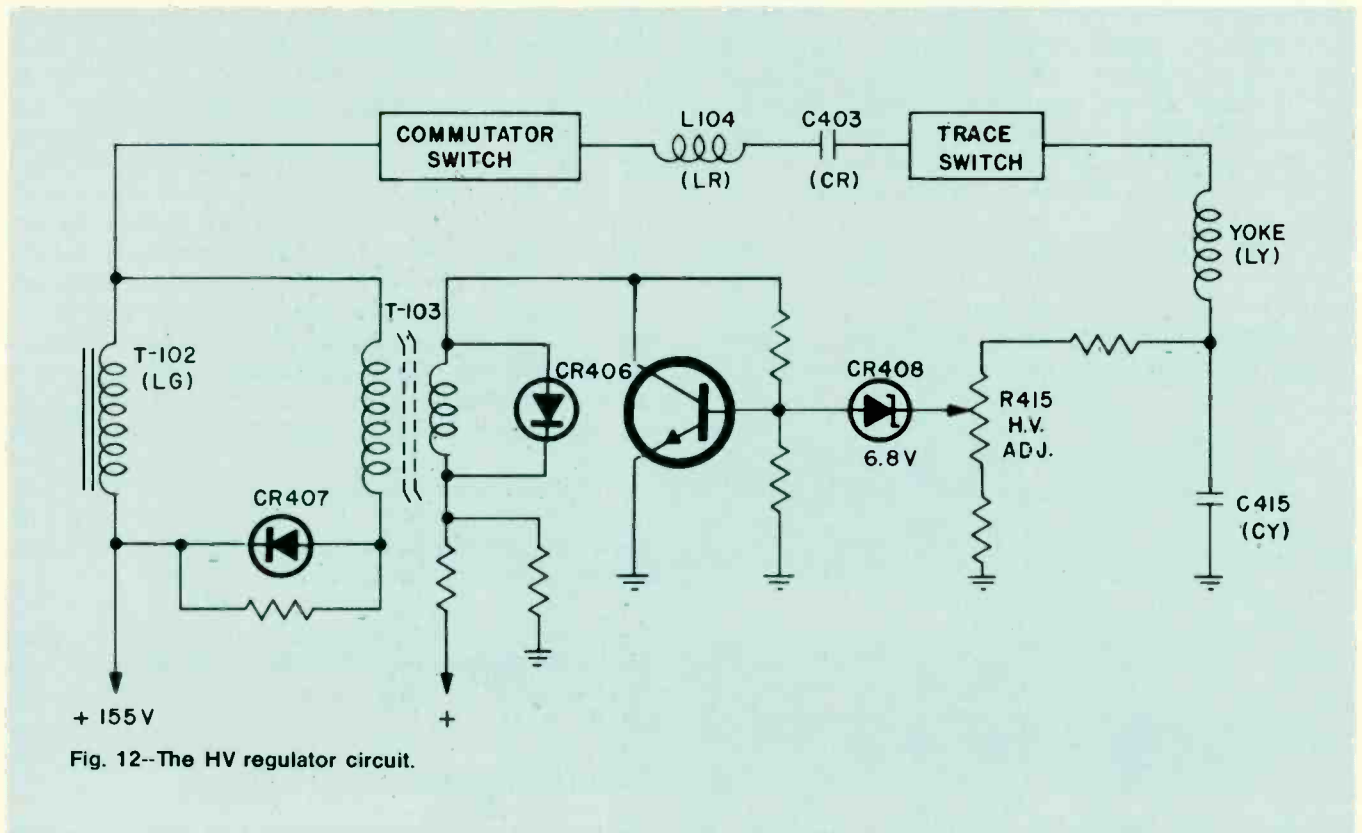 COMMUTATOR
SWITCH
L104
(LR)
C403
(CR)
TRACE
SWITCH
YOKE
(LY)
T-102
(LG)
T-103
CR406
CR408
6.8V
R415
H.V.
ADJ.
C415
(CY)
CR407
+ 155V
+
Fig. 12--The HV regulator circuit.